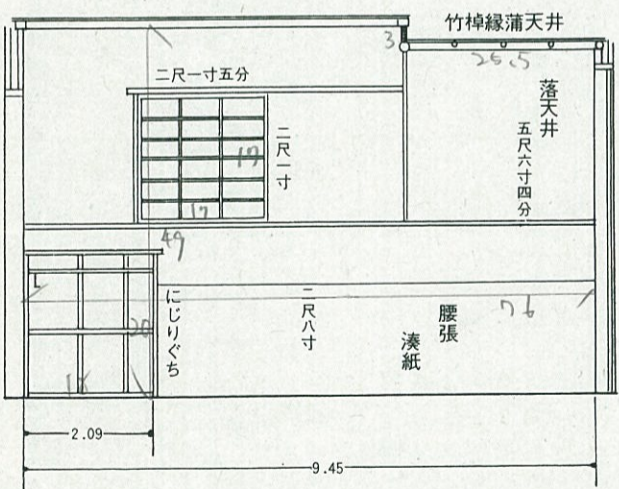 竹棹縁蒲天井
3
25.5
二尺一寸五分
落天井
五尺六寸四分
二尺一寸
17
17
49
にじりぐち
二尺八寸
腰張
湊紙
76
20
18
2.09
9.45